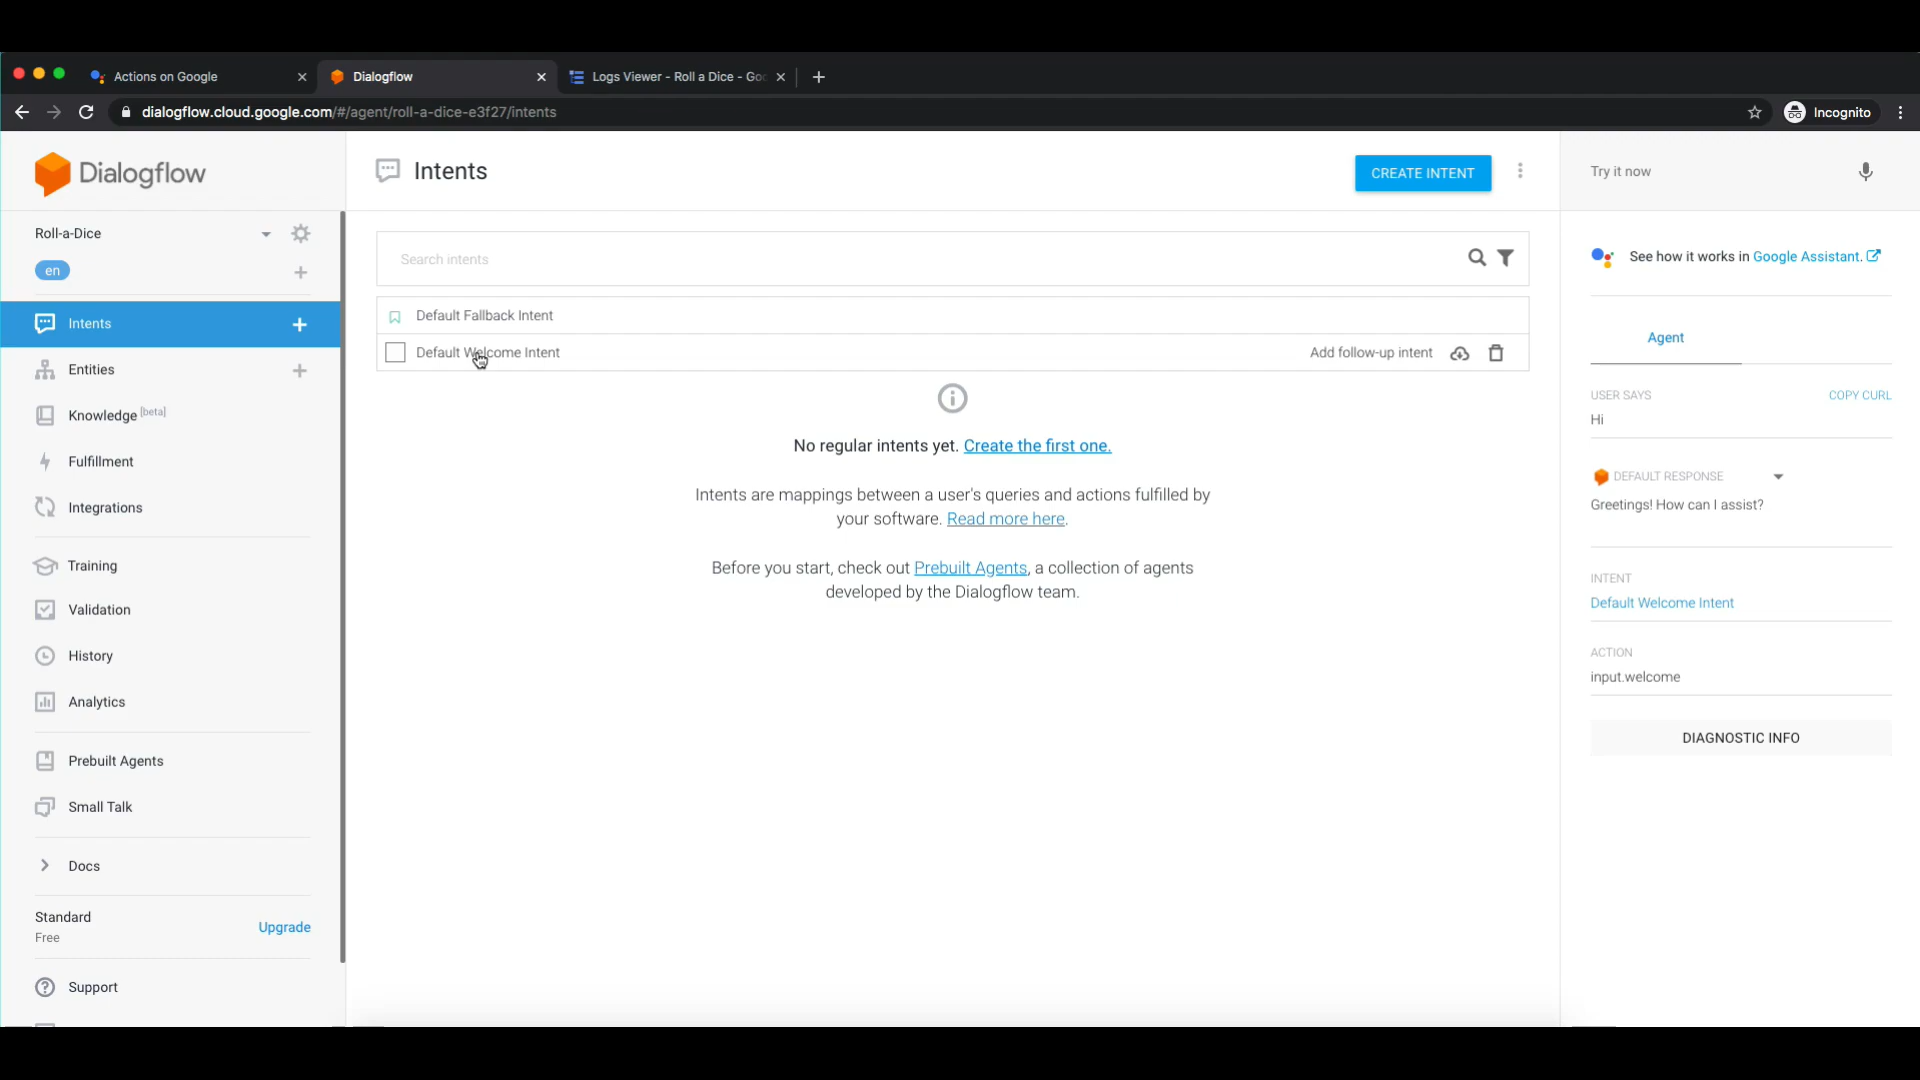 Actions on Google
Dialogflow
Logs Viewer - Roll a Dice - Goo
dialogflow.cloud.google.com/#/agent/roll-a-dice-e3f27/intents
Incognito
Dialogflow
Intents
CREATE INTENT
Try it now
Roll-a-Dice
en
Search intents
See how it works in Google Assistant.
Intents
Default Fallback Intent
Default Welcome Intent
Add follow-up intent
Agent
Entities
Knowledge [beta]
Fulfillment
Integrations
Training
Validation
History
Analytics
Prebuilt Agents
Small Talk
Docs
Standard
Free
Upgrade
Support
No regular intents yet. Create the first one.
Intents are mappings between a user's queries and actions fulfilled by
your software. Read more here.
Before you start, check out Prebuilt Agents, a collection of agents
developed by the Dialogflow team.
USER SAYS
COPY CURL
Hi
DEFAULT RESPONSE
Greetings! How can I assist?
INTENT
Default Welcome Intent
ACTION
input.welcome
DIAGNOSTIC INFO